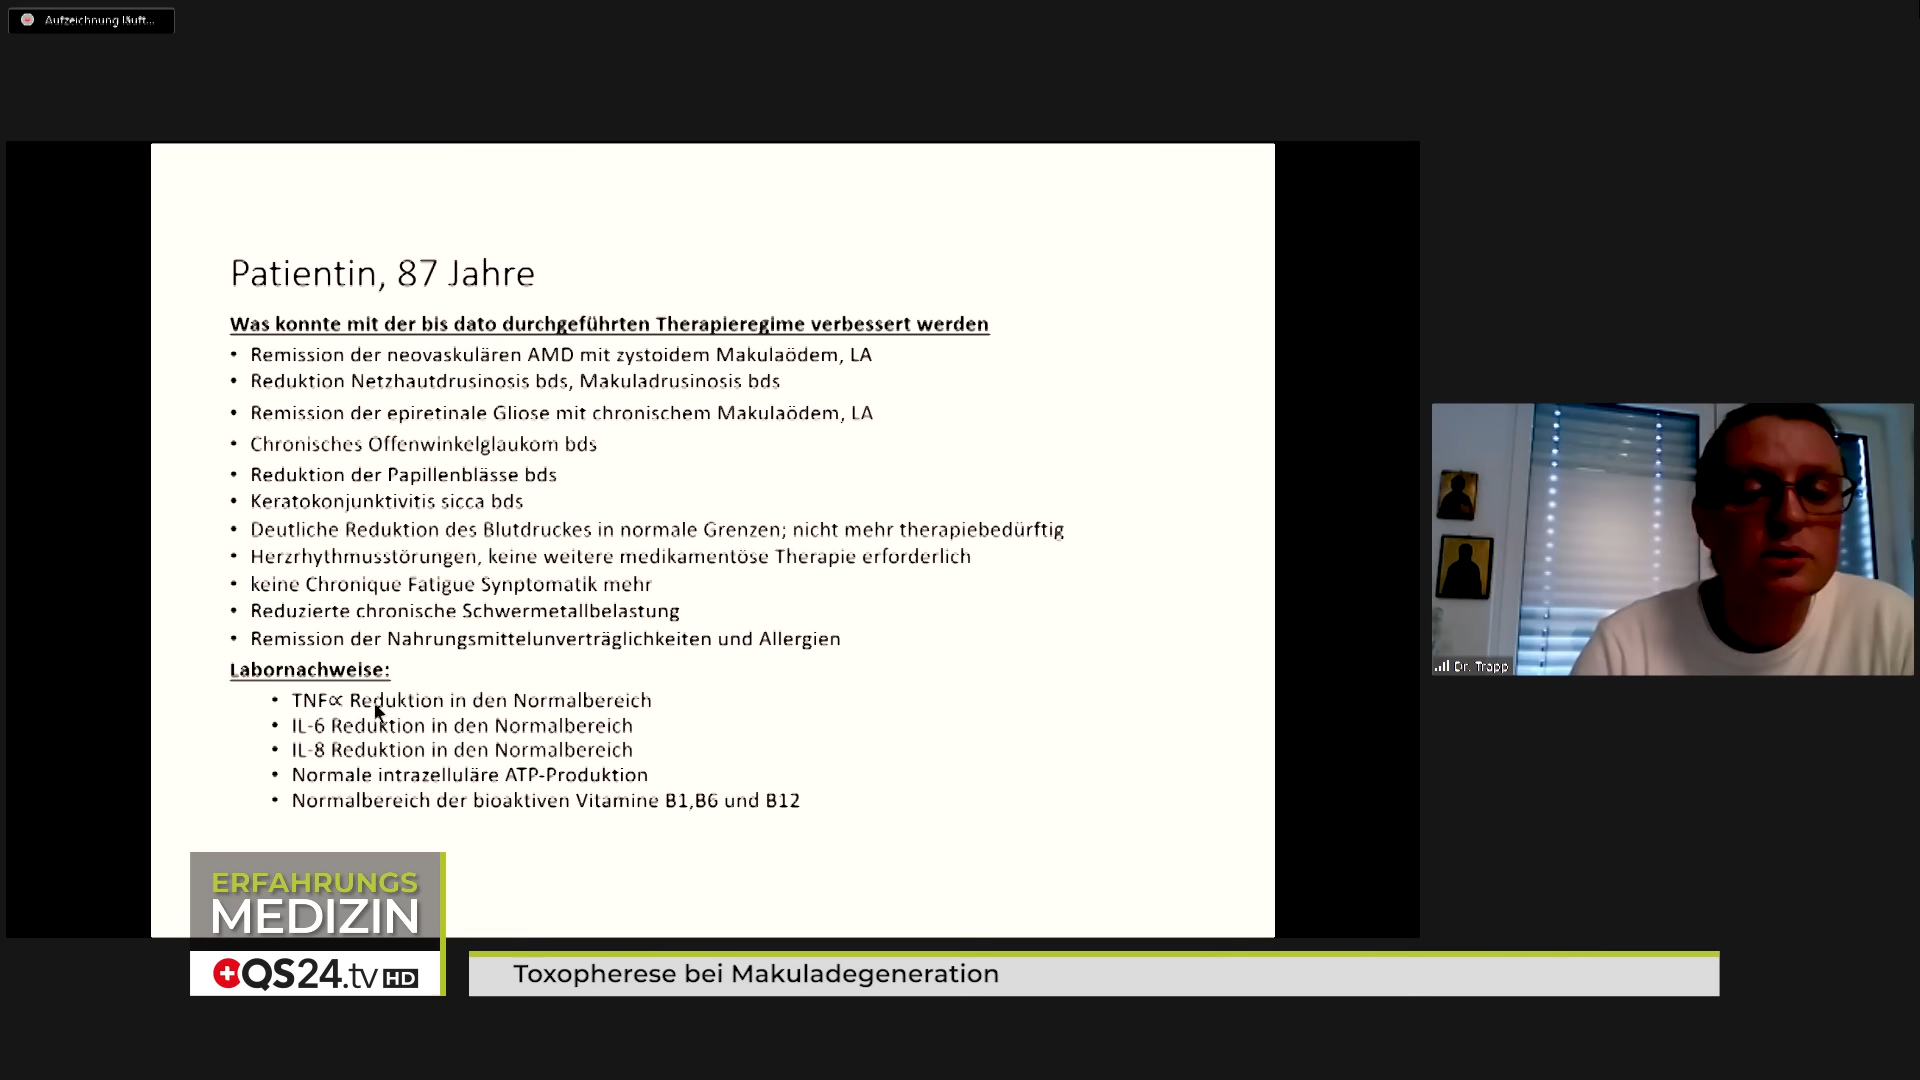 Aufzeichnung läuft...
Patientin, 87 Jahre
Was konnte mit der bis dato durchgeführten Therapieregime verbessert werden
• Remission der neovaskulären AMD mit zystoidem Makulaödem, LA
• Reduktion Netzhautdrusinosis bds, Makuladrusinosis bds
• Remission der epiretinale Gliose mit chronischem Makulaödem, LA
• Chronisches Offenwinkelglaukom bds
• Reduktion der Papillenblässe bds
• Keratokonjunktivitis sicca bds
• Deutliche Reduktion des Blutdruckes in normale Grenzen; nicht mehr therapiebedürftig
• Herzrhythmusstörungen, keine weitere medikamentöse Therapie erforderlich
• keine Chronique Fatigue Synptomatik mehr
• Reduzierte chronische Schwermetallbelastung
• Remission der Nahrungsmittelunverträglichkeiten und Allergien
Labornachweise:
• TNF∝ Reduktion in den Normalbereich
• IL-6 Reduktion in den Normalbereich
• IL-8 Reduktion in den Normalbereich
• Normale intrazelluläre ATP-Produktion
• Normalbereich der bioaktiven Vitamine B1,B6 und B12
Dr. Trapp
ERFAHRUNGS
MEDIZIN
QS24.tv HD
Toxopherese bei Makuladegeneration